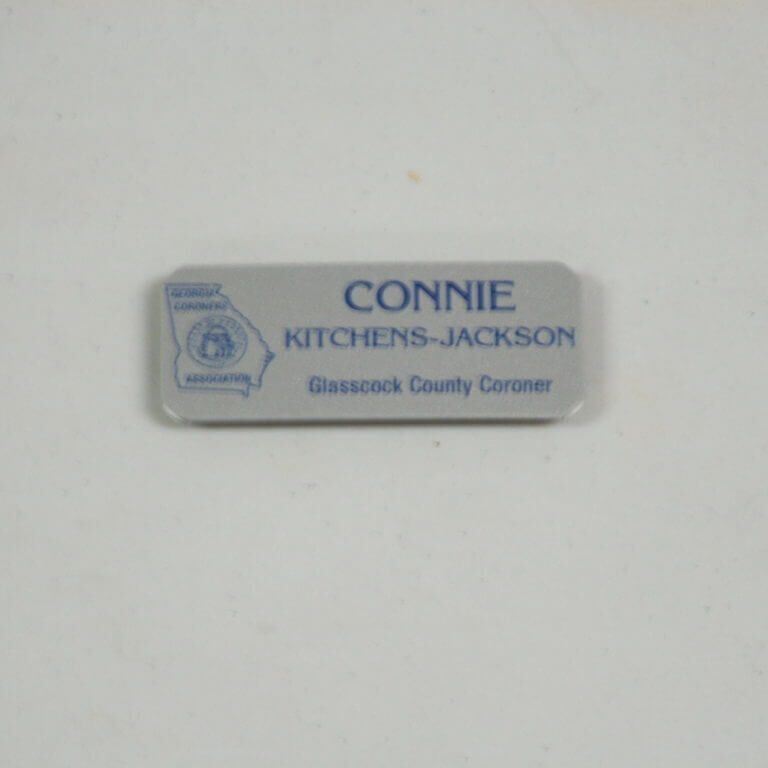 GEORGIA
CORONERS
ASSOCIATION
CONNIE
KITCHENS-JACKSON
Glasscock County Coroner